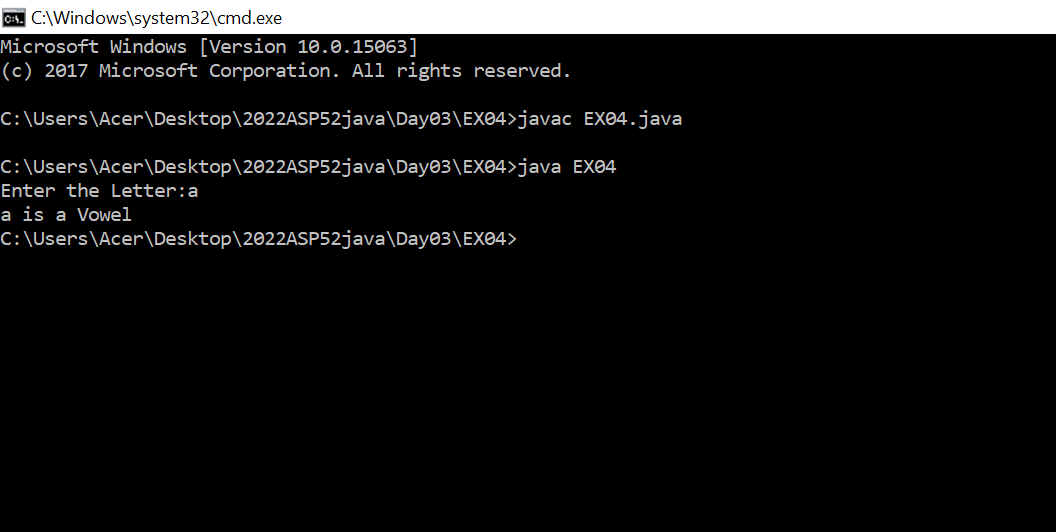 C:\Windows\system32\cmd.exe
Microsoft Windows [Version 10.0.15063]
(c) 2017 Microsoft Corporation. All rights reserved.
C:\Users\Acer\Desktop\2022ASP52java\Day03\EX04>javac EX04.java
C:\Users\Acer\Desktop\2022ASP52java\Day03\EX04>java EX04
Enter the Letter:a
a is a Vowel
C:\Users\Acer\Desktop\2022ASP52java\Day03\EX04>